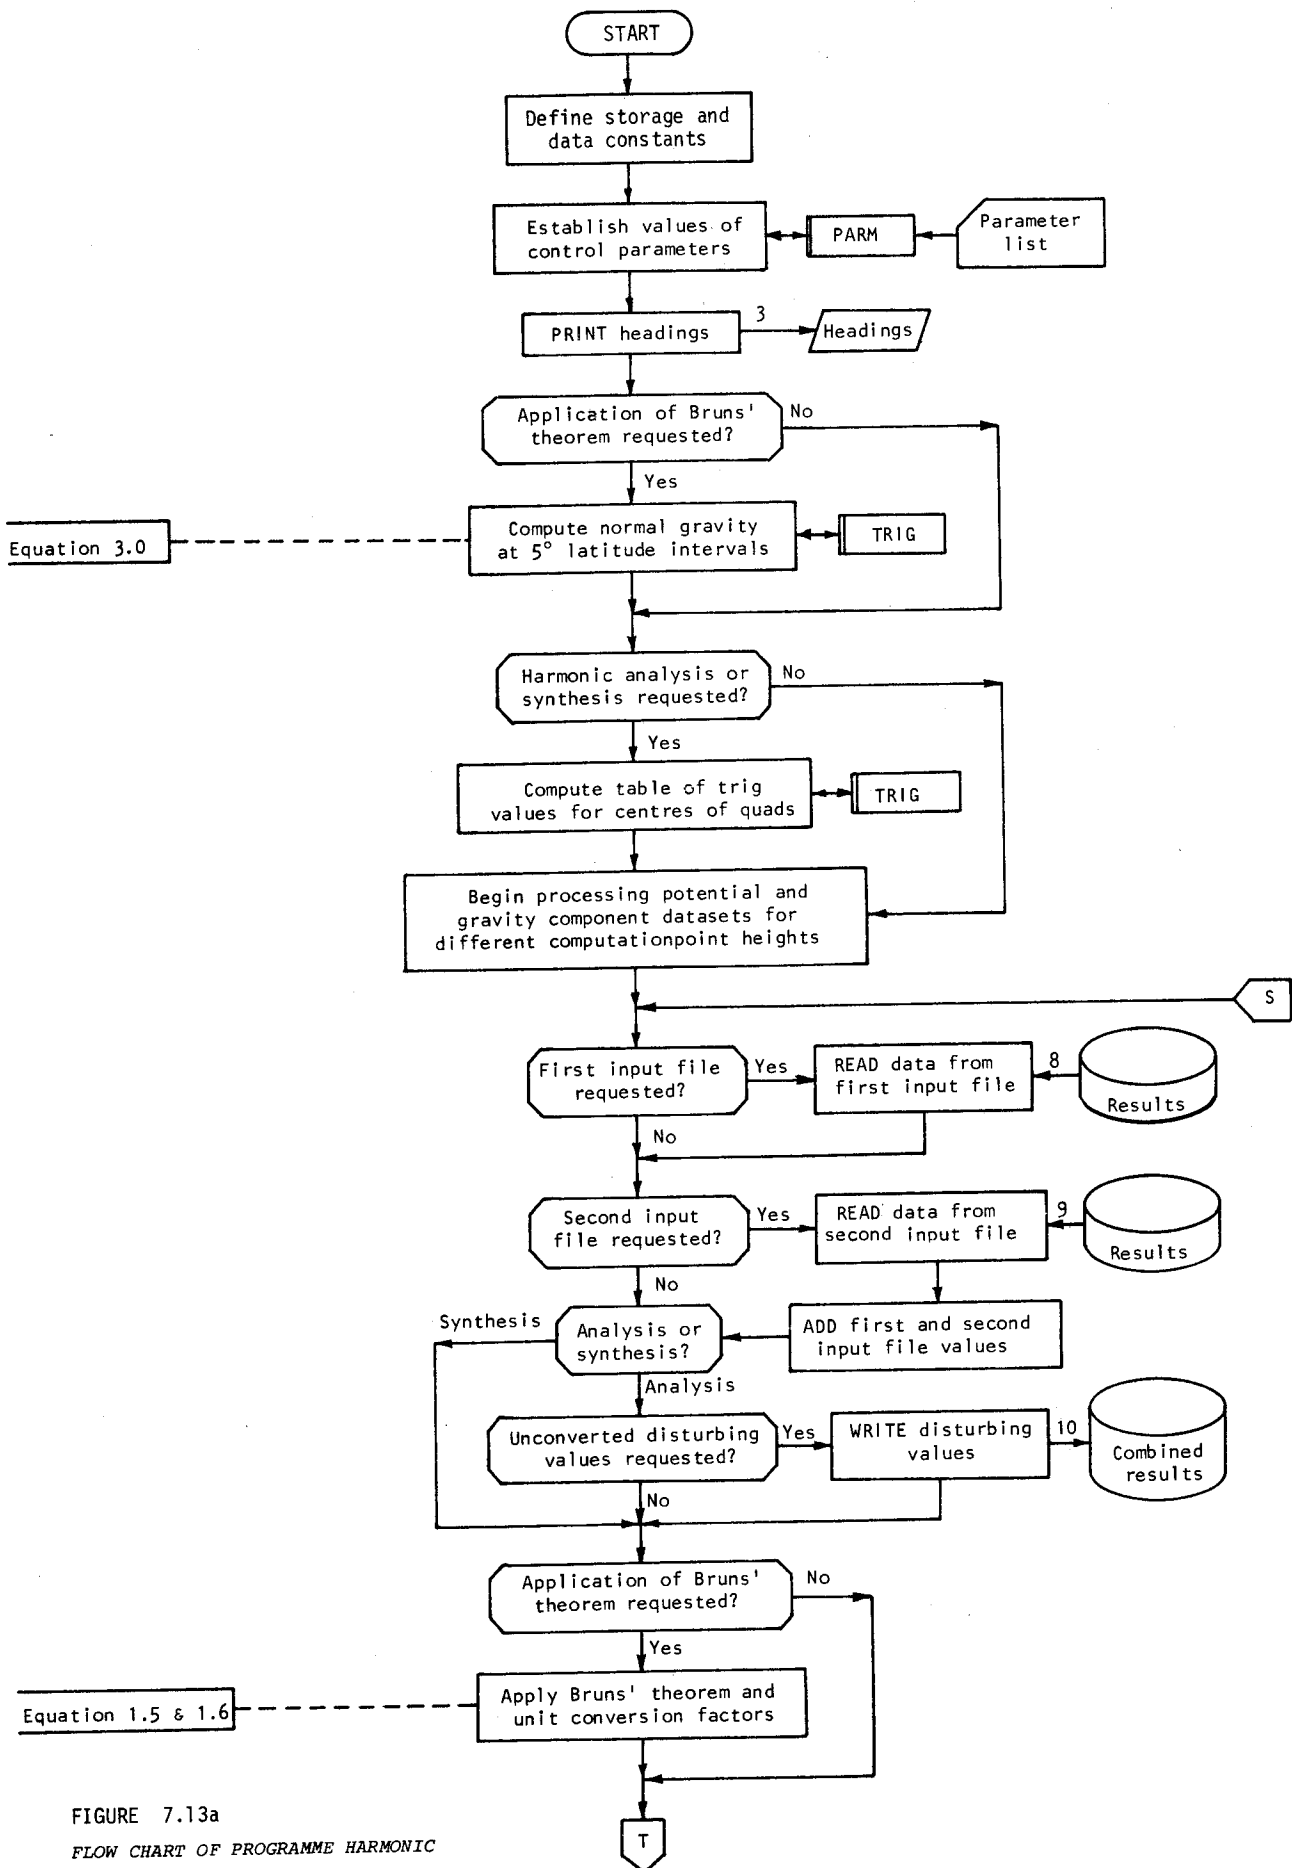 START
Define storage and
data constants
Establish values of
control parameters
PARM
Parameter
list
PRINT headings
3
Headings
Application of Bruns'
theorem requested?
No
Yes
Equation 3.0
Compute normal gravity
at 5° latitude intervals
TRIG
Harmonic analysis or
synthesis requested?
No
Yes
Compute table of trig
values for centres of quads
TRIG
Begin processing potential and
gravity component datasets for
different computationpoint heights
S
First input file
requested?
Yes
READ data from
first input file
8
Results
No
Second input
file requested?
Yes
READ data from
second input file
9
Results
No
Synthesis
Analysis or
synthesis?
ADD first and second
input file values
Analysis
Unconverted disturbing
values requested?
Yes
WRITE disturbing
values
10
Combined
results
No
Application of Bruns'
theorem requested?
No
Yes
Equation 1.5 & 1.6
Apply Bruns' theorem and
unit conversion factors
T
FIGURE 7.13a
FLOW CHART OF PROGRAMME HARMONIC